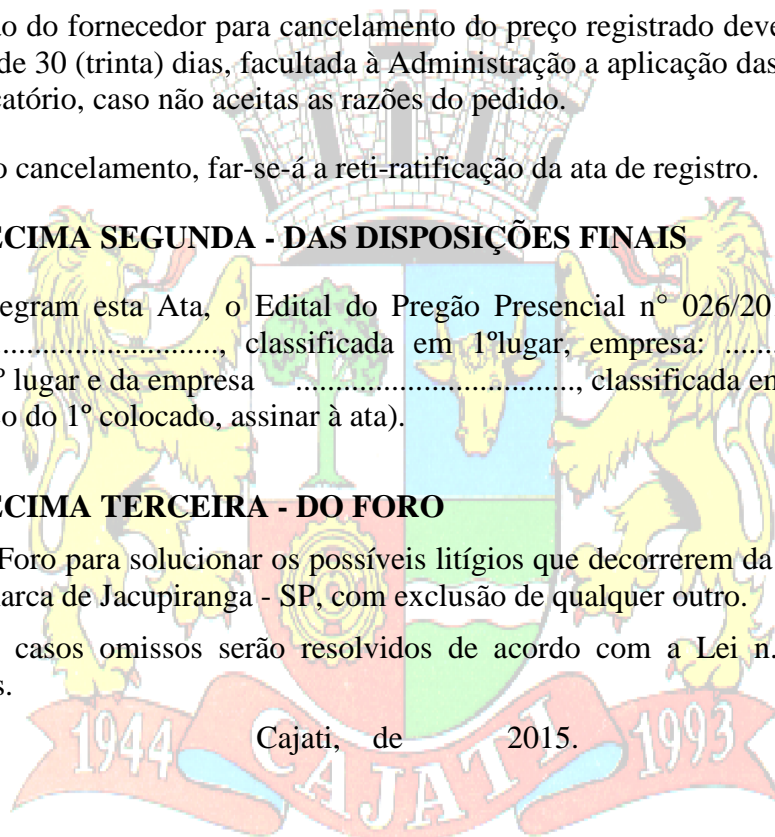 ão do fornecedor para cancelamento do preço registrado deve
de 30 (trinta) dias, facultada à Administração a aplicação das
catório, caso não aceitas as razões do pedido.
o cancelamento, far-se-á a reti-ratificação da ata de registro.
ÉCIMA SEGUNDA - DAS DISPOSIÇÕES FINAIS
egram esta Ata, o Edital do Pregão Presencial n° 026/20
..........................., classificada em 1ºlugar, empresa: .......
º lugar e da empresa ..................................., classificada em
o do 1º colocado, assinar à ata).
ÉCIMA TERCEIRA - DO FORO
Foro para solucionar os possíveis litígios que decorrerem da
arca de Jacupiranga - SP, com exclusão de qualquer outro.
casos omissos serão resolvidos de acordo com a Lei n.
s.
Cajati, de 2015.
1944 CAJATI 1993